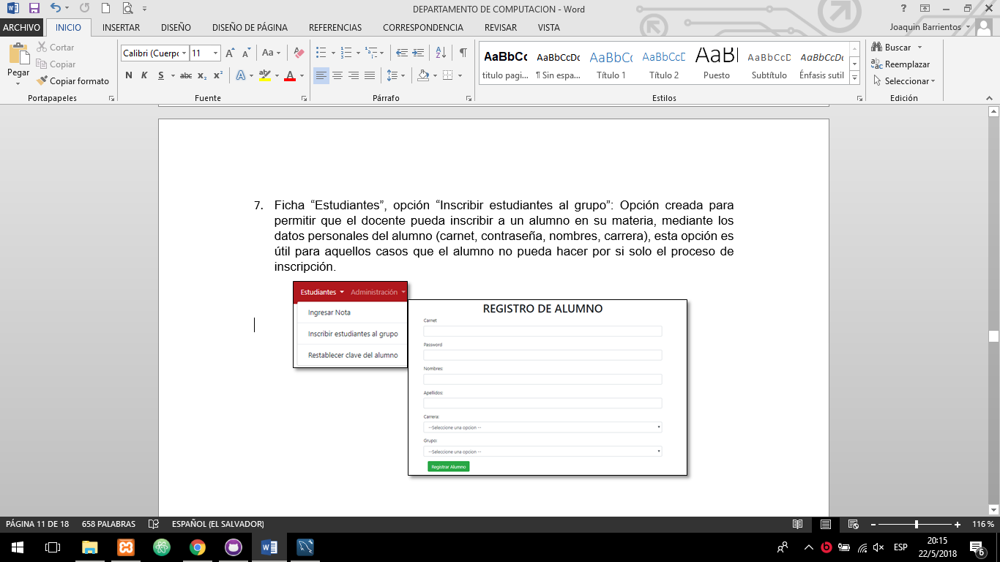 DEPARTAMENTO DE COMPUTACION - Word
ARCHIVO INICIO INSERTAR DISEÑO DISEÑO DE PÁGINA REFERENCIAS CORRESPONDENCIA REVISAR VISTA Joaquin Barrientos
Pegar
Cortar
Copiar
Copiar formato
Portapapeles
Calibri (Cuerpo 11
N K S abc x₂ x²
Fuente
Párrafo
AaBbCc AaBbCcDc AaBbCc AaBbCcD AaBl AaBbCcD AaBbCcDc
titulo pagi... ¶ Sin espa... Título 1 Título 2 Puesto Subtítulo Énfasis sutil
Estilos
Buscar
Reemplazar
Seleccionar
Edición
7. Ficha “Estudiantes”, opción “Inscribir estudiantes al grupo”: Opción creada para
permitir que el docente pueda inscribir a un alumno en su materia, mediante los
datos personales del alumno (carnet, contraseña, nombres, carrera), esta opción es
útil para aquellos casos que el alumno no pueda hacer por si solo el proceso de
inscripción.
Estudiantes Administración
Ingresar Nota
Inscribir estudiantes al grupo
Restablecer clave del alumno
REGISTRO DE ALUMNO
Carnet
Password
Nombres:
Apellidos:
Carrera:
--Seleccione una opcion --
Grupo:
--Seleccione una opcion --
Registrar Alumno
PÁGINA 11 DE 18 658 PALABRAS ESPAÑOL (EL SALVADOR) 116 %
ESP
20:15
22/5/2018
6